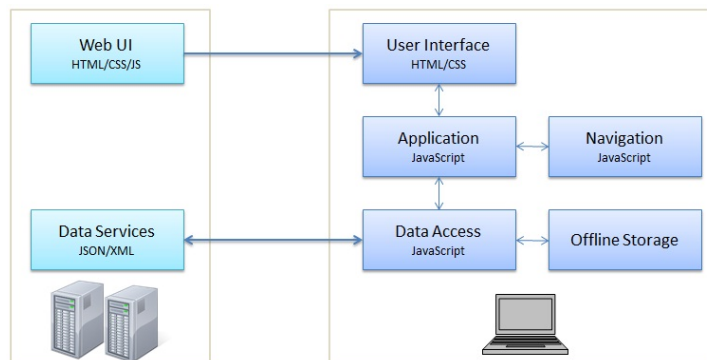 Web UI
HTML/CSS/JS
User Interface
HTML/CSS
Application
JavaScript
Navigation
JavaScript
Data Services
JSON/XML
Data Access
JavaScript
Offline Storage